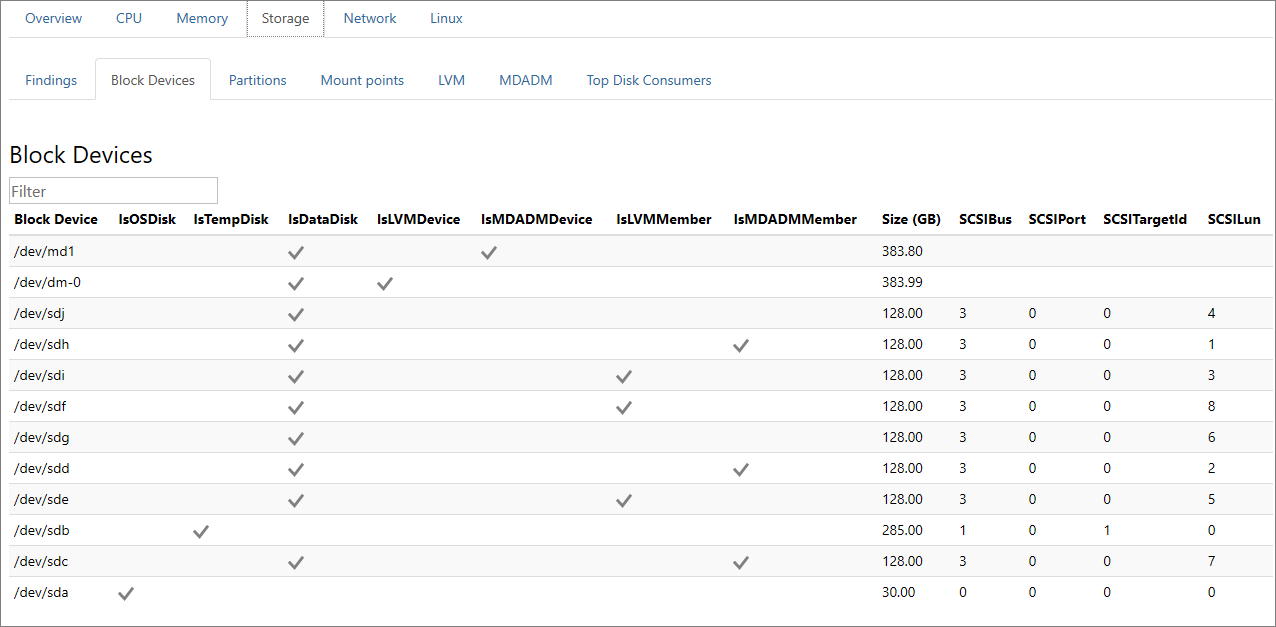 Overview CPU Memory Storage Network Linux
Findings Block Devices Partitions Mount points LVM MDADM Top Disk Consumers
Block Devices
Filter
Block Device IsOSDisk IsTempDisk IsDataDisk IsLVMDevice IsMDADMDevice IsLVMMember IsMDADMMember Size (GB) SCSIBus SCSIPort SCSITargetId SCSILun
/dev/md1 ✓ ✓ 383.80
/dev/dm-0 ✓ ✓ 383.99
/dev/sdj ✓ 128.00 3 0 0 4
/dev/sdh ✓ ✓ 128.00 3 0 0 1
/dev/sdi ✓ ✓ 128.00 3 0 0 3
/dev/sdf ✓ ✓ 128.00 3 0 0 8
/dev/sdg ✓ 128.00 3 0 0 6
/dev/sdd ✓ ✓ 128.00 3 0 0 2
/dev/sde ✓ ✓ 128.00 3 0 0 5
/dev/sdb ✓ 285.00 1 0 1 0
/dev/sdc ✓ ✓ 128.00 3 0 0 7
/dev/sda ✓ 30.00 0 0 0 0